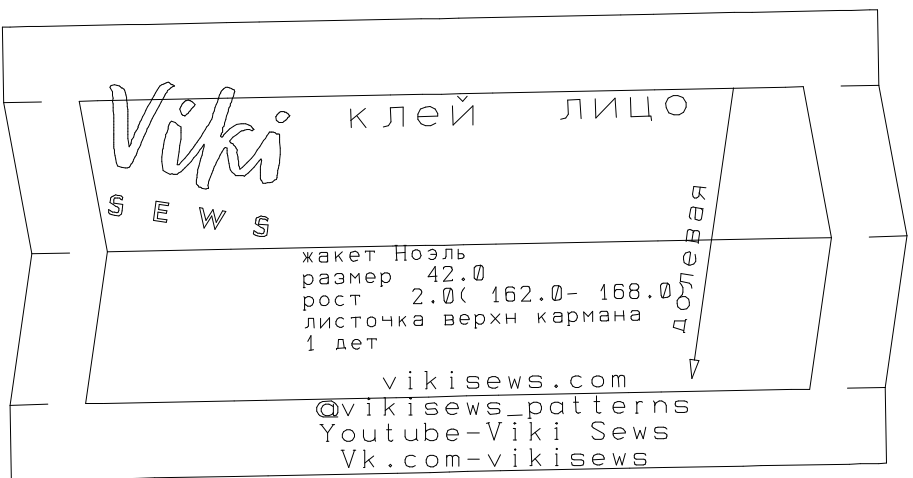 Viki
SEWS
клей лицо
долевая
жакет Ноэль
размер 42.0
рост 2.0( 162.0- 168.0)
листочка верхн кармана
1 дет
vikisews.com
@vikisews_patterns
Youtube-Viki Sews
Vk.com-vikisews